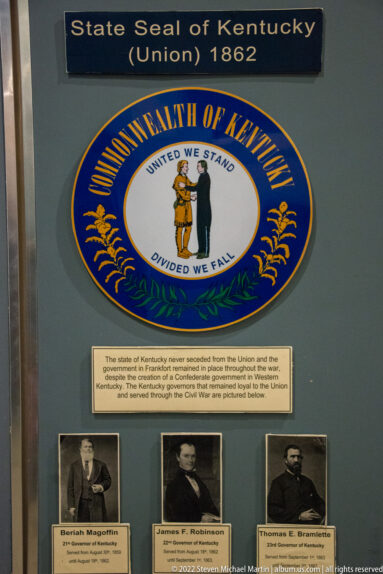 State Seal of Kentucky
(Union) 1862
COMMONWEALTH OF KENTUCKY
UNITED WE STAND
DIVIDED WE FALL
The state of Kentucky never seceded from the Union and the
government in Frankfort remained in place throughout the war,
despite the creation of a Confederate government in Western
Kentucky. The Kentucky governors that remained loyal to the Union
and served through the Civil War are pictured below.
Beriah Magoffin
21st Governor of Kentucky
Served from August 30th, 1859
until August 18th, 1862.
James F. Robinson
22nd Governor of Kentucky
Served from August 18th, 1862
until September 1st, 1863.
Thomas E. Bramlette
23rd Governor of Kentucky
Served from September 1st, 1863
© 2022 Steven Michael Martin | albumxis.com | all rights reserved